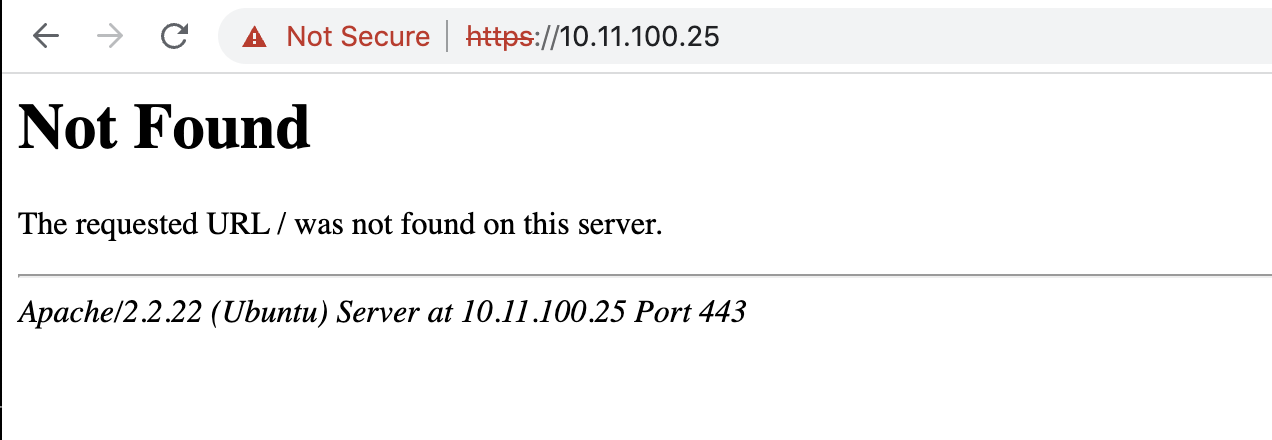 Not Secure | https://10.11.100.25
Not Found
The requested URL / was not found on this server.
Apache/2.2.22 (Ubuntu) Server at 10.11.100.25 Port 443